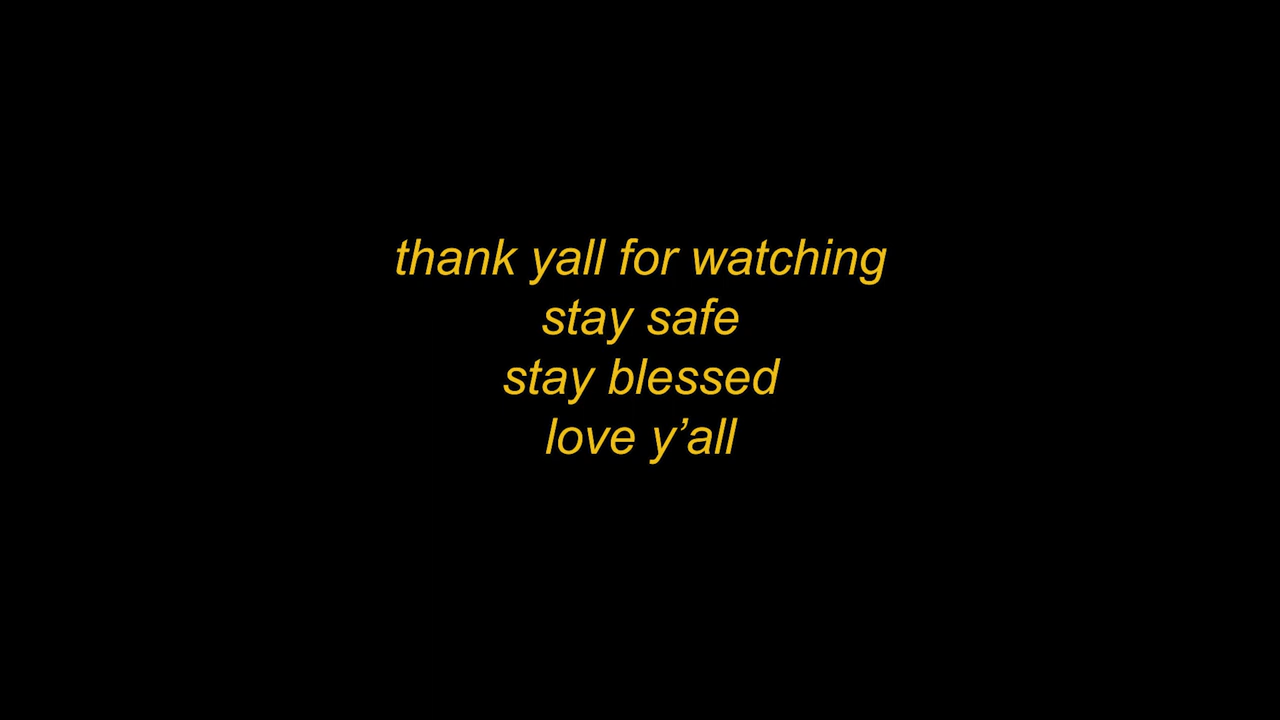 thank yall for watching
stay safe
stay blessed
love y’all